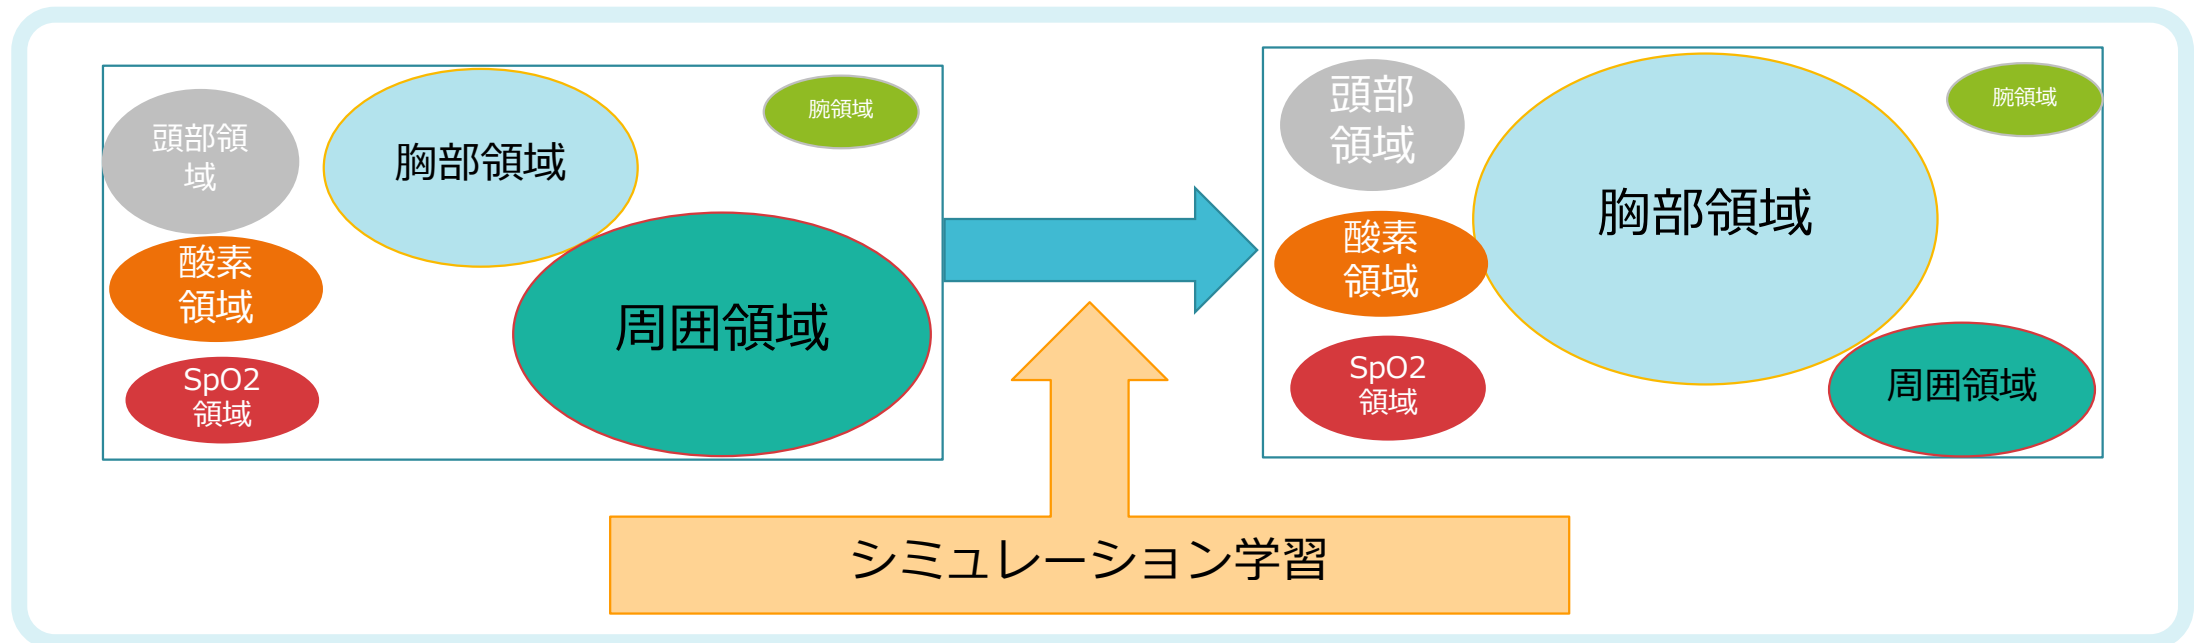 頭部領
域
胸部領域
腕領域
酸素
領域
周囲領域
SpO2
領域
頭部
領域
胸部領域
腕領域
酸素
領域
SpO2
領域
周囲領域
シミュレーション学習